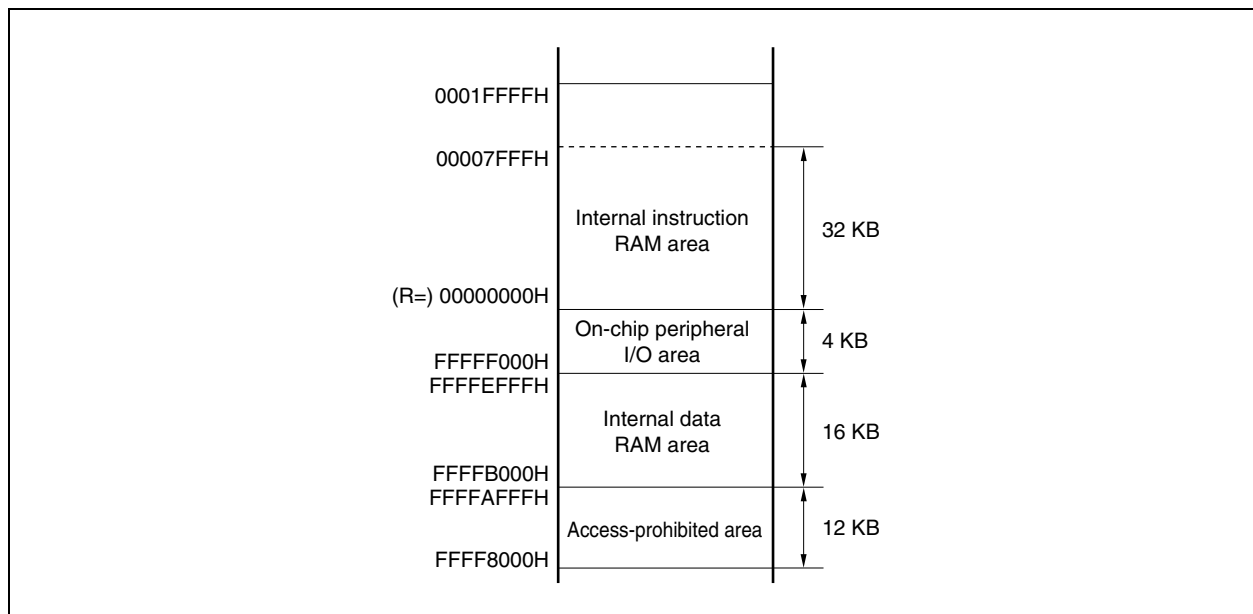 0001FFFFH
00007FFFH
Internal instruction
RAM area
32 KB
(R=) 00000000H
On-chip peripheral
I/O area
4 KB
FFFFF000H
FFFFEFFFH
Internal data
RAM area
16 KB
FFFFB000H
FFFFAFFFH
Access-prohibited area
12 KB
FFFF8000H